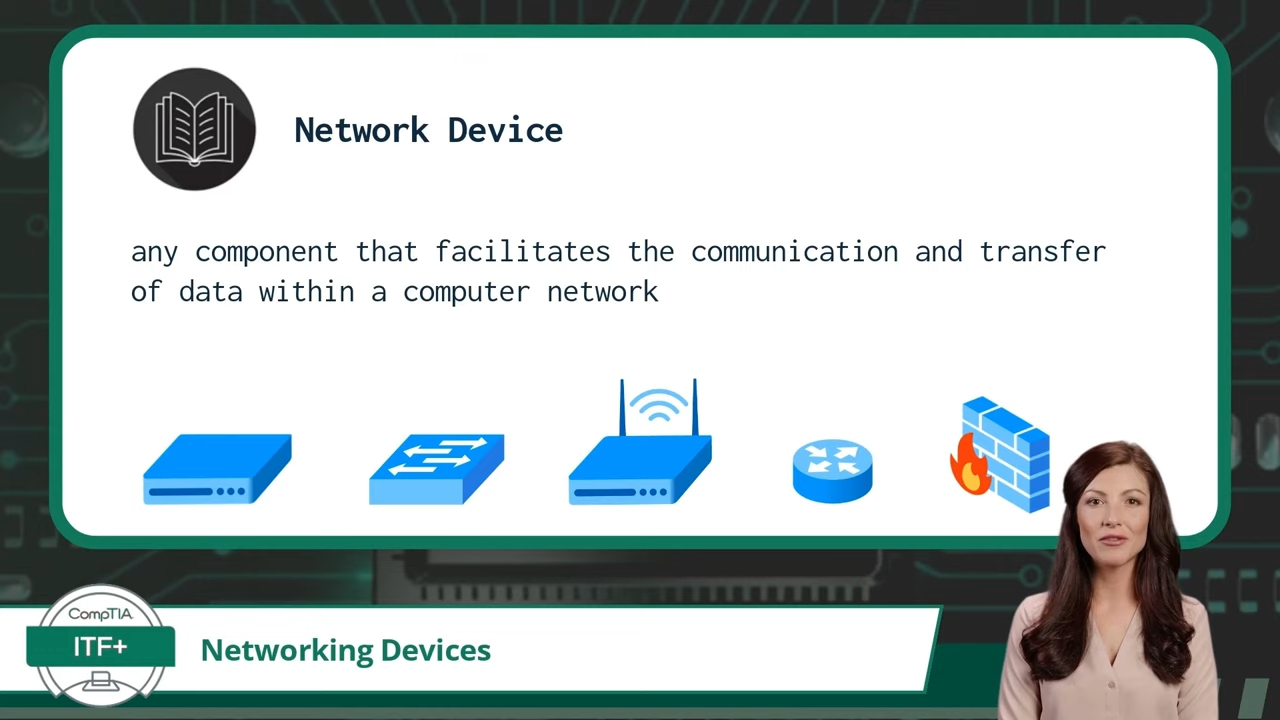 Network Device
any component that facilitates the communication and transfer
of data within a computer network
CompTIA
ITF+
Networking Devices